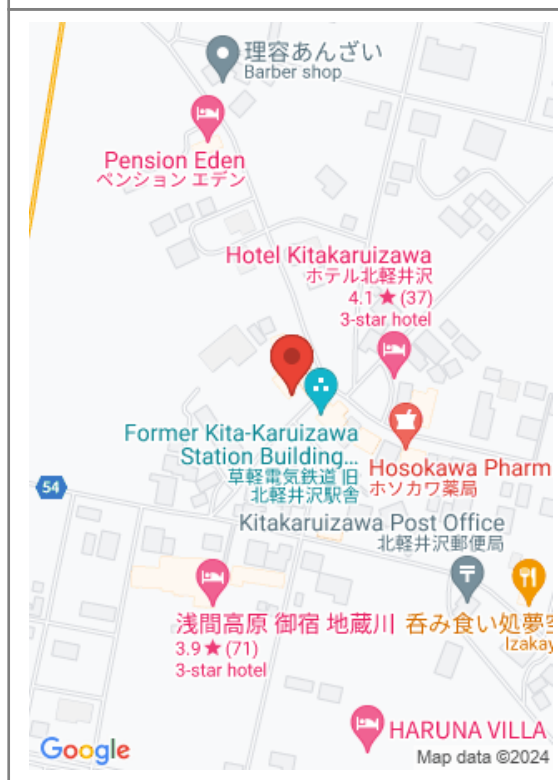 理容あんざい
Barber shop
Pension Eden
ペンション エデン
Hotel Kitakaruizawa
ホテル北軽井沢
4.1 ★ (37)
3-star hotel
Former Kita-Karuizawa
Station Building...
草軽電気鉄道 旧
北軽井沢駅舎
Hosokawa Pharm
ホソカワ薬局
54
Kitakaruizawa Post Office
北軽井沢郵便局
浅間高原 御宿 地蔵川
3.9 ★ (71)
3-star hotel
呑み食い処夢空
Izakay
HARUNA VILLA
Google
Map data ©2024